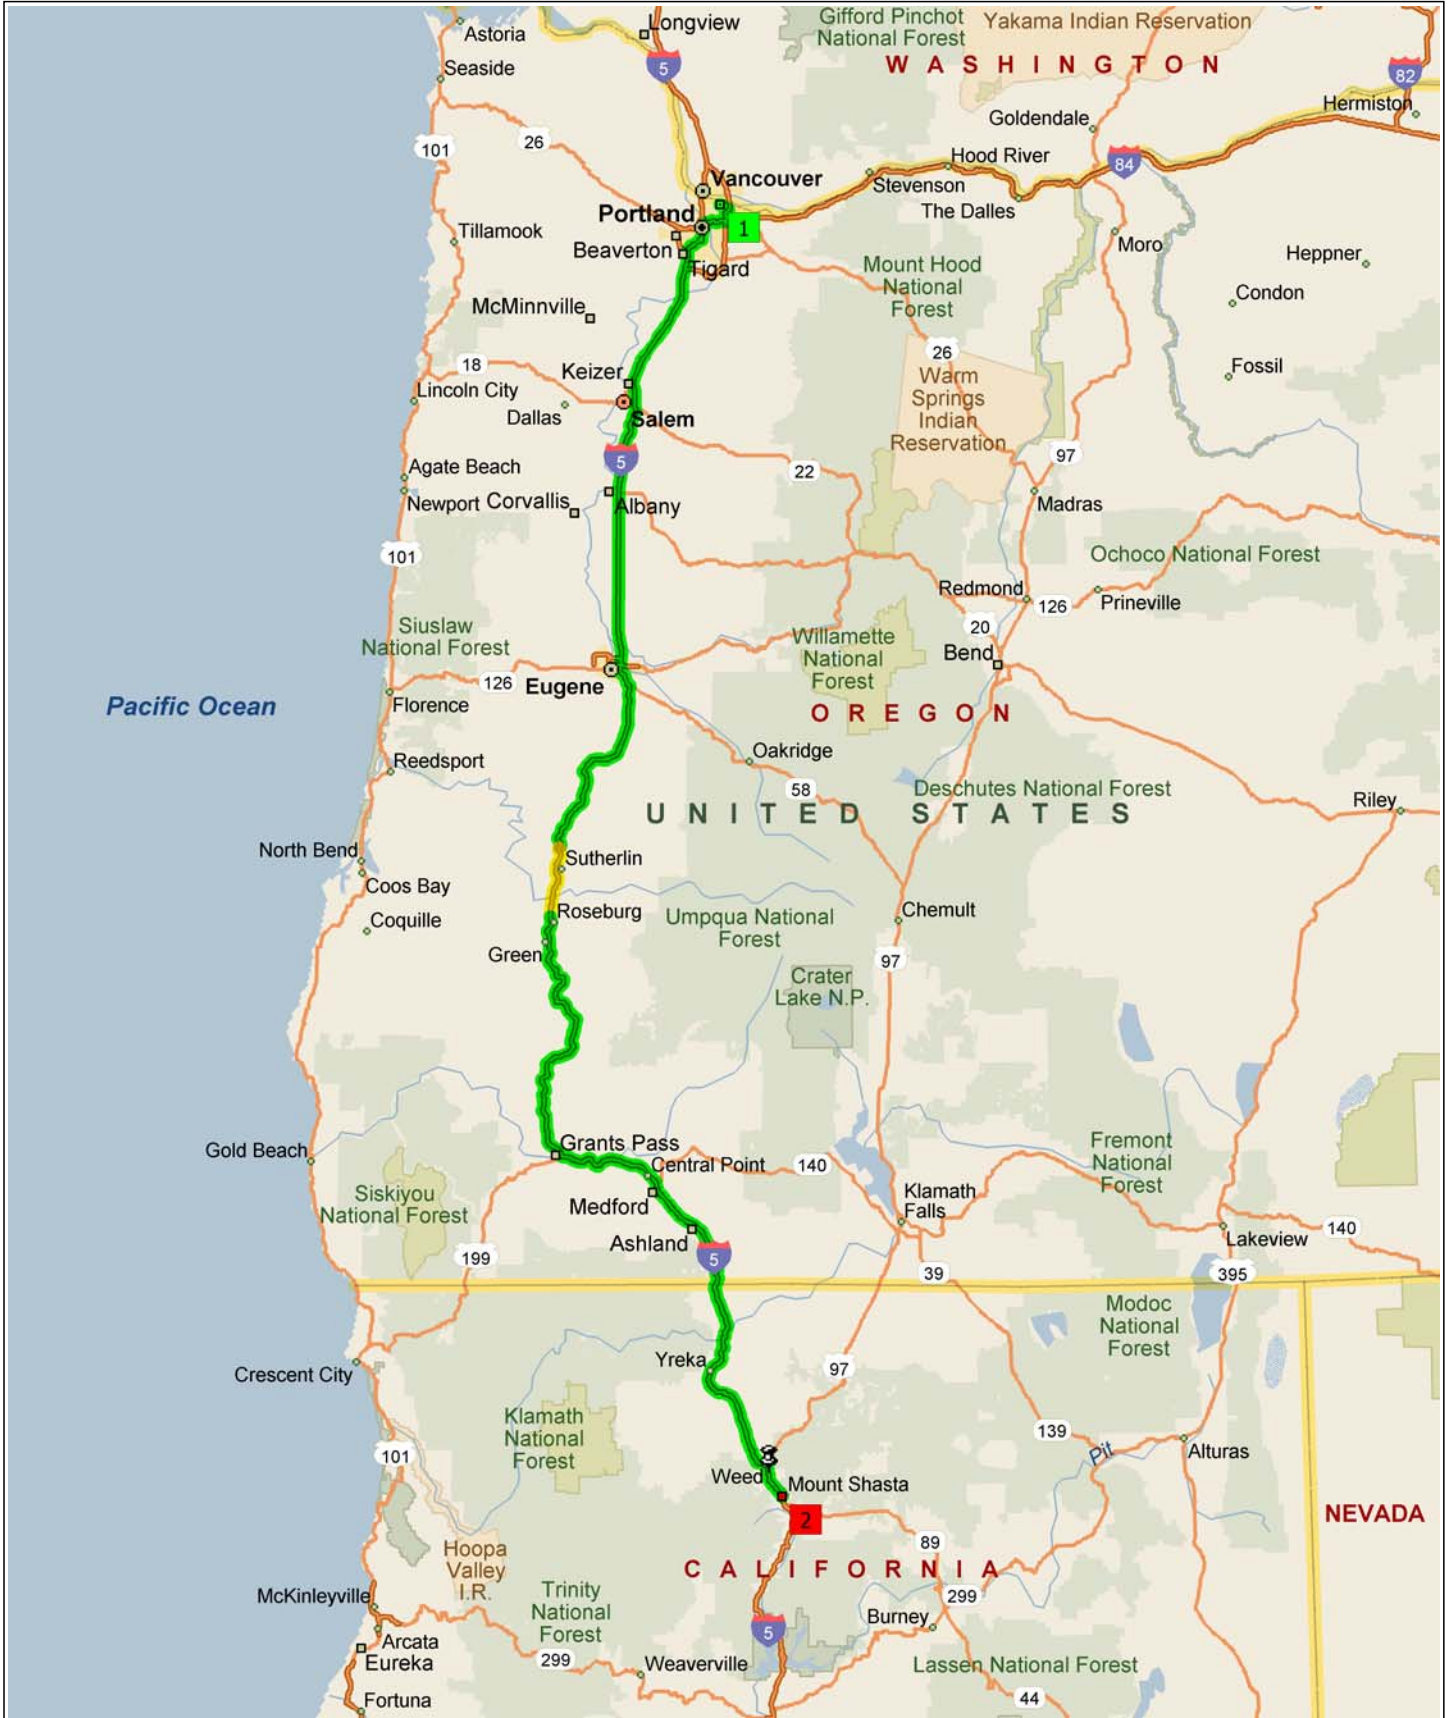 Longview
Gifford Pinchot
National Forest
Yakama Indian Reservation
Astoria
WASHINGTON
Seaside
5
82
Hermiston
Goldendale
26
101
Hood River
84
Vancouver
Stevenson
Portland
The Dalles
1
Tillamook
Moro
Beaverton
Heppner
Tigard
Mount Hood
National
Forest
Condon
McMinnville
26
18
Keizer
Fossil
Warm
Springs
Indian
Reservation
Lincoln City
Dallas
Salem
97
5
Agate Beach
22
Newport
Corvallis
Albany
Madras
101
Ochoco National Forest
Redmond
126
Prineville
Siuslaw
National Forest
20
Willamette
National
Forest
Bend
126
Eugene
Florence
Pacific Ocean
OREGON
Oakridge
Reedsport
58
Deschutes National Forest
Riley
UNITED STATES
North Bend
Sutherlin
Coos Bay
Roseburg
Chemult
Coquille
Umpqua National
Forest
Green
97
Crater
Lake N.P.
Grants Pass
Gold Beach
Central Point
140
Fremont
National
Forest
Klamath
Falls
Siskiyou
National Forest
Medford
140
Ashland
Lakeview
5
199
39
395
Modoc
National
Forest
Yreka
Crescent City
97
Klamath
National
Forest
139
101
Pit
Alturas
Weed
Mount Shasta
NEVADA
2
89
Hoopa
Valley
I.R.
CALIFORNIA
McKinleyville
Trinity
National
Forest
299
Burney
5
Arcata
Eureka
299
Weaverville
Lassen National Forest
44
Fortuna